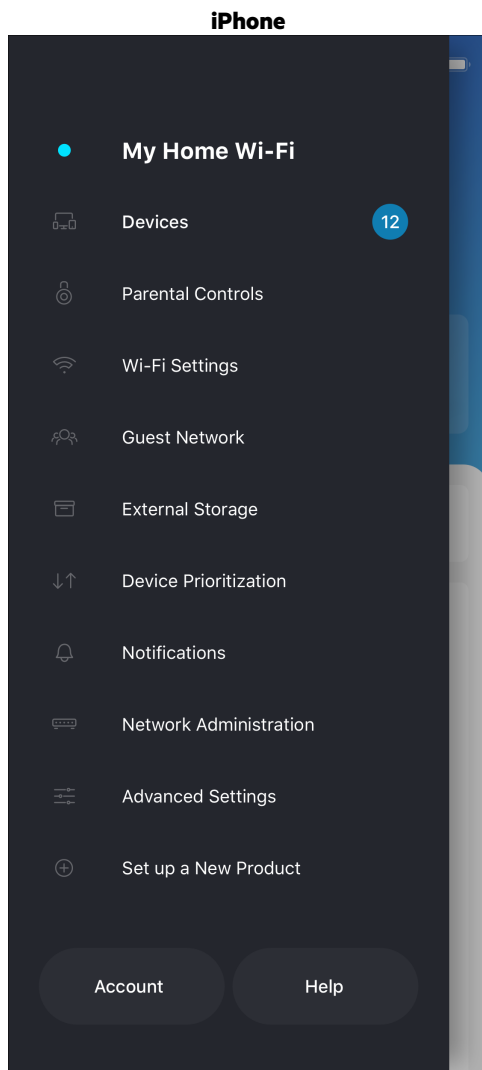 iPhone
My Home Wi-Fi
Devices 12
Parental Controls
Wi-Fi Settings
Guest Network
External Storage
Device Prioritization
Notifications
Network Administration
Advanced Settings
Set up a New Product
Account Help